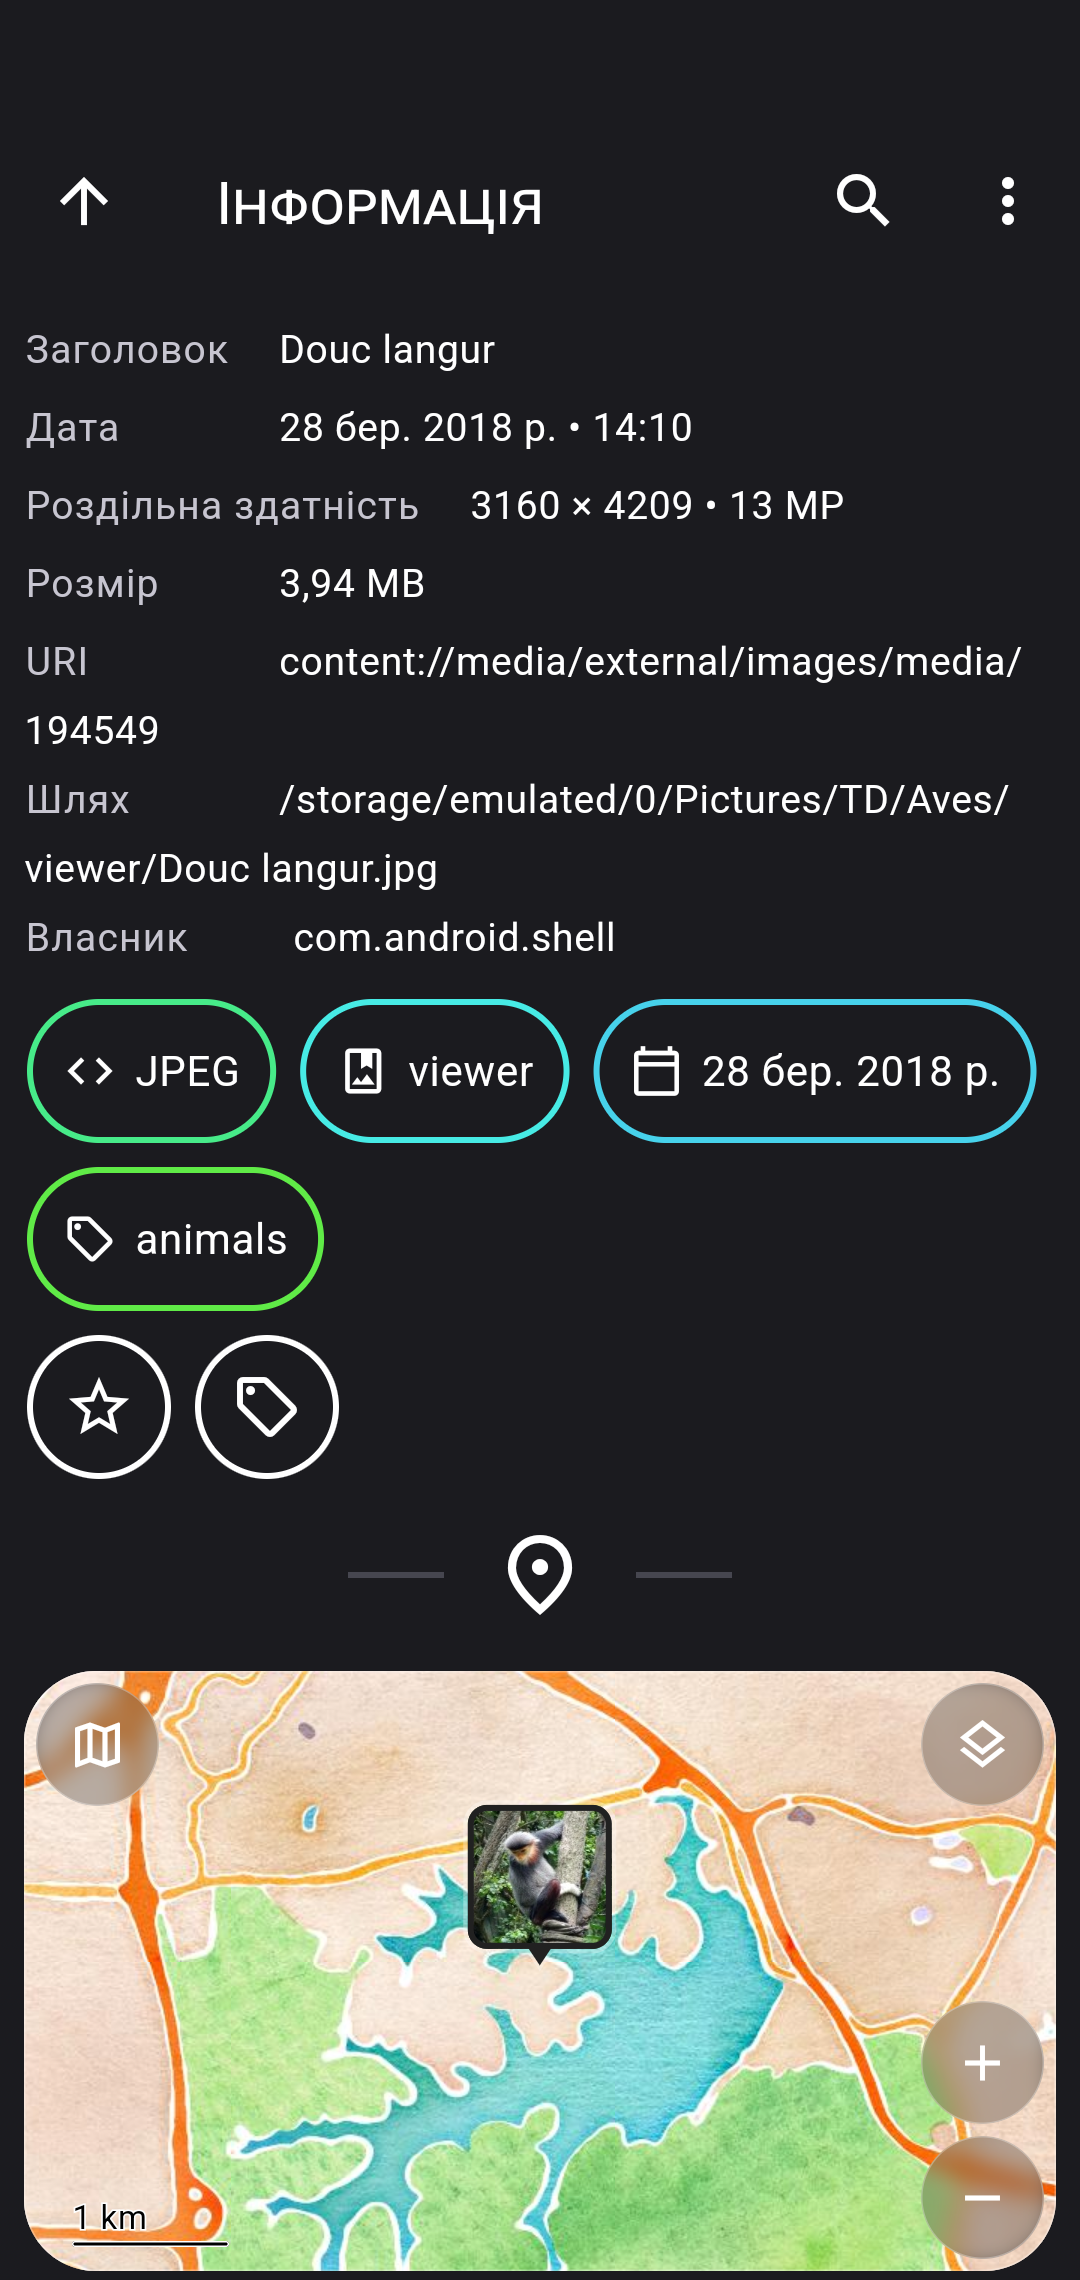 Інформація
Заголовок Douc langur
Дата 28 бер. 2018 р. • 14:10
Роздільна здатність 3160 × 4209 • 13 MP
Розмір 3,94 MB
URI content://media/external/images/media/
194549
Шлях /storage/emulated/0/Pictures/TD/Aves/
viewer/Douc langur.jpg
Власник com.android.shell
JPEG viewer 28 бер. 2018 р.
animals
1 km